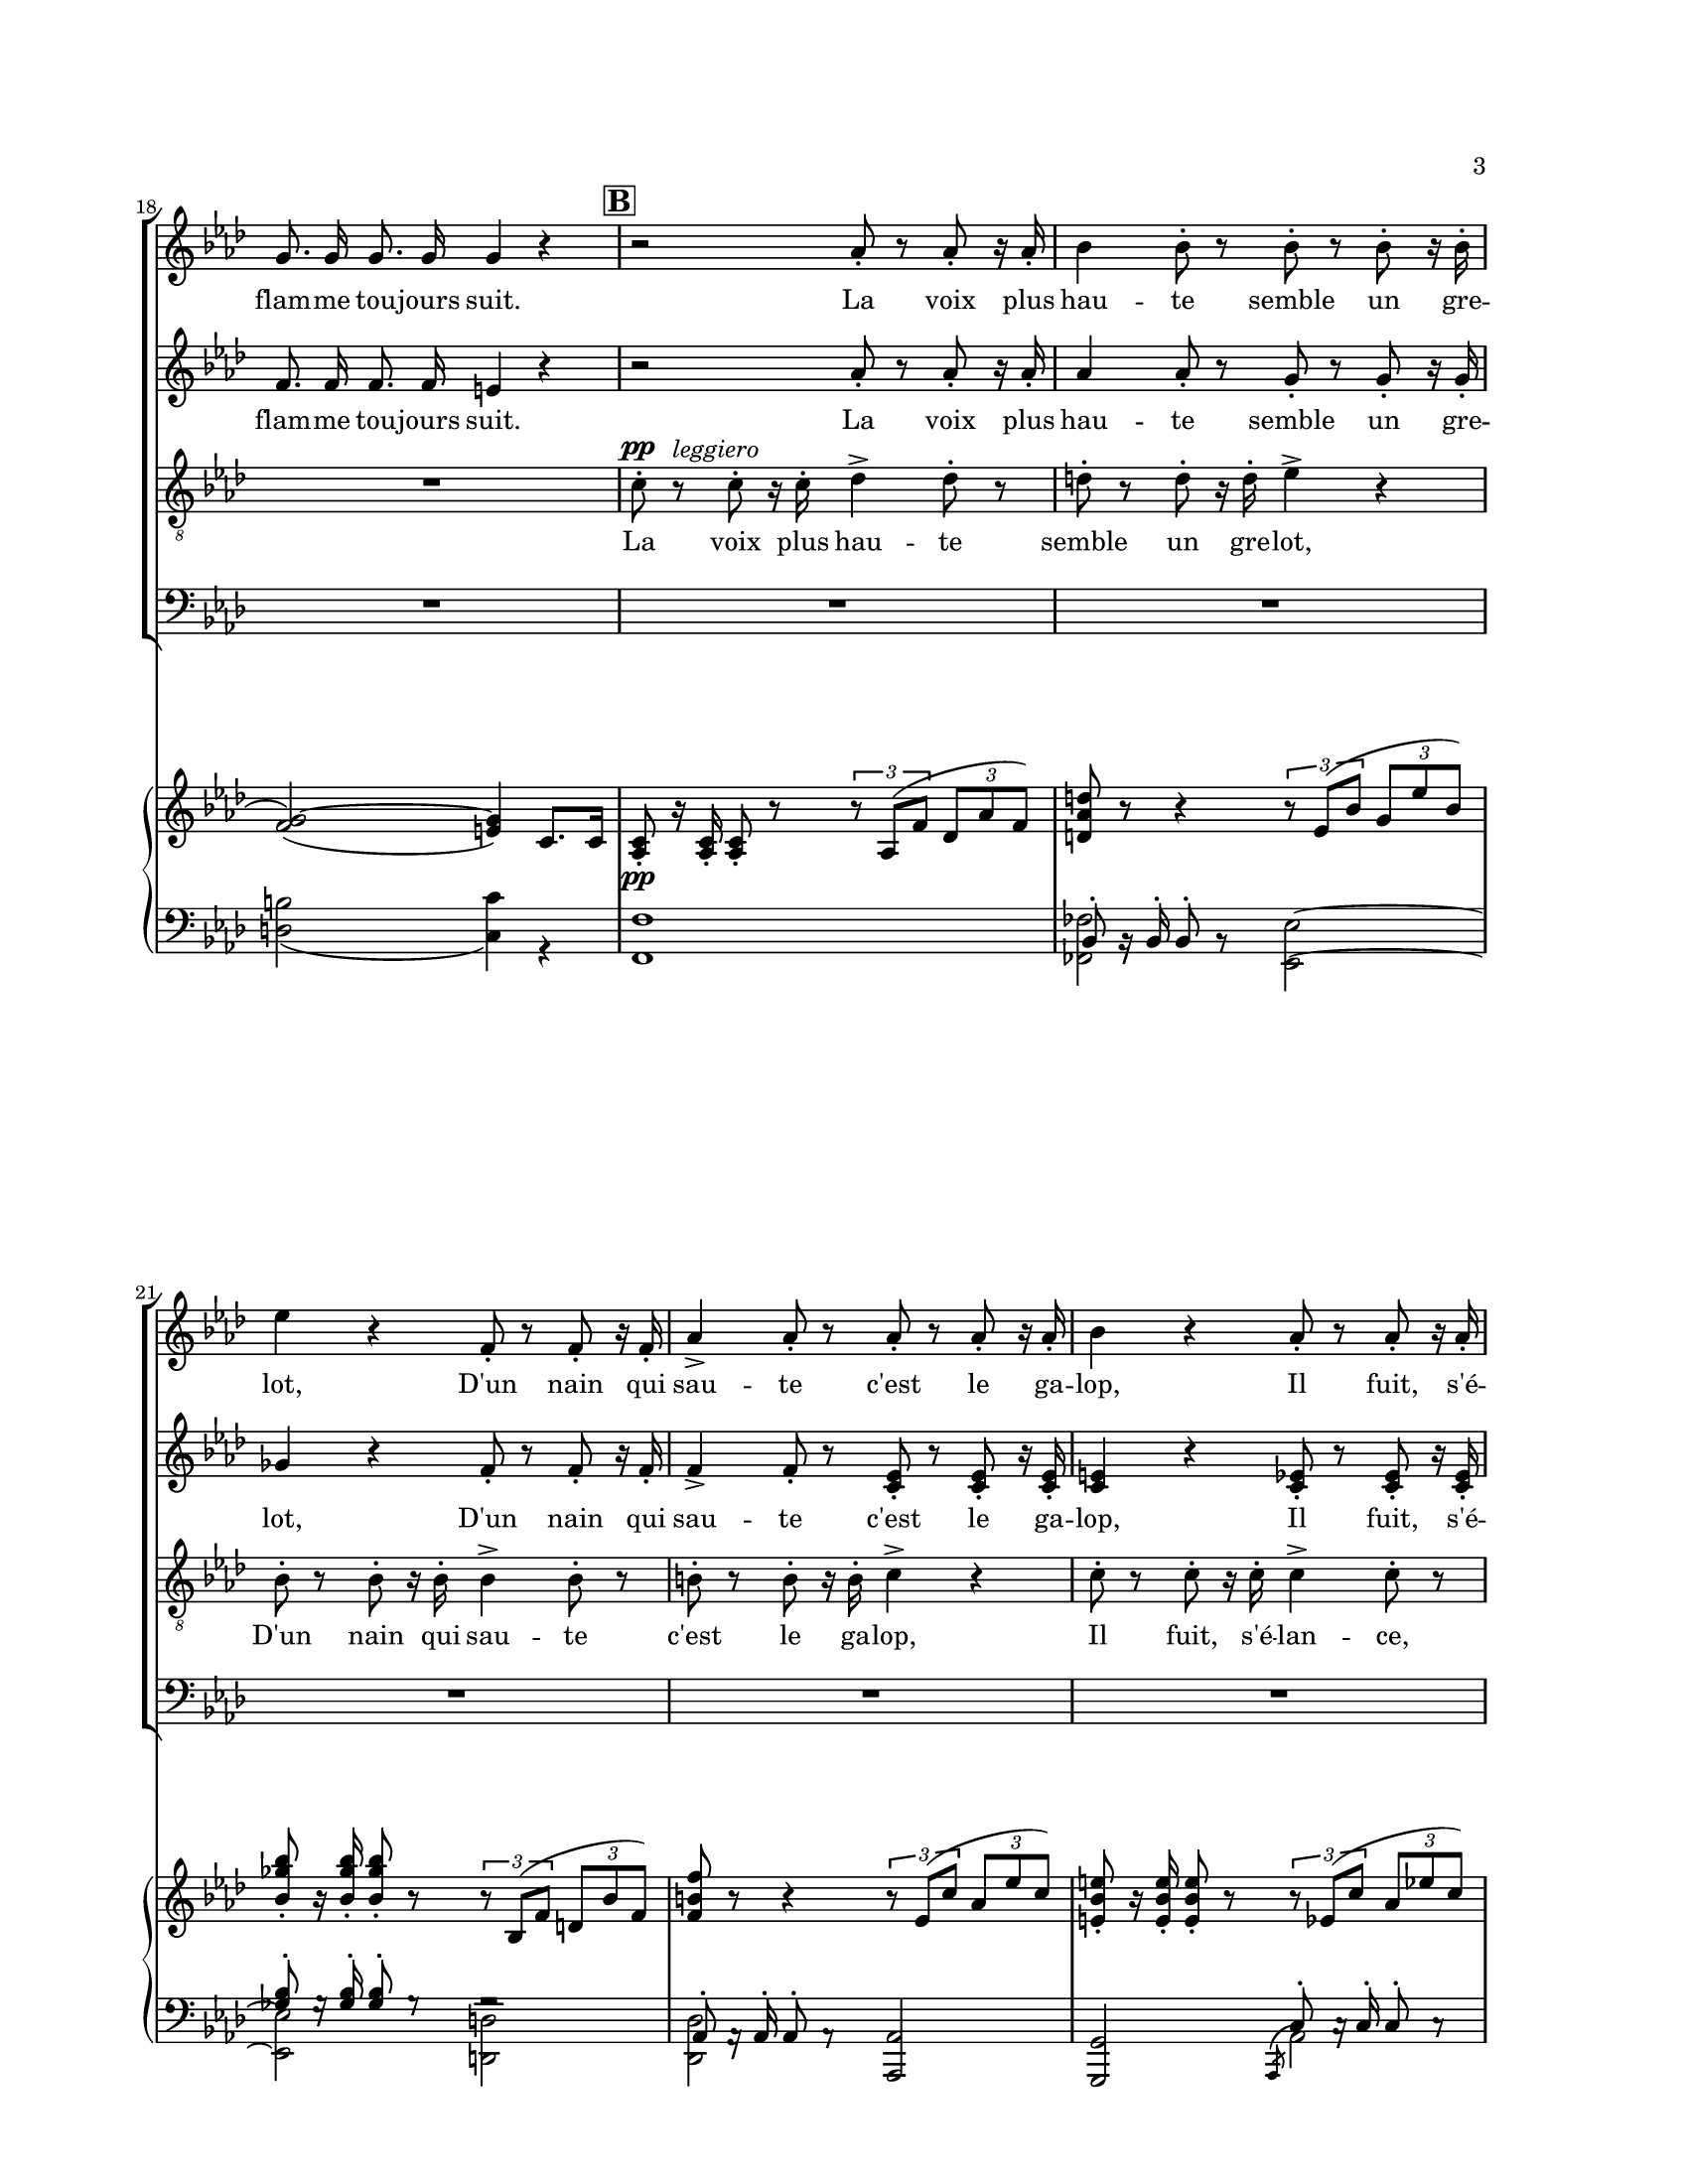 3
18
B
flamme toujours suit. La voix plus hau - te semble un gre-
flamme toujours suit. La voix plus hau - te semble un gre-
pp leggiero
8
La voix plus hau - te semble un grelot,
3 3 3 3
pp
21
lot, D'un nain qui sau - te c'est le ga-lop, Il fuit, s'é-
lot, D'un nain qui sau - te c'est le ga-lop, Il fuit, s'é-
8
D'un nain qui sau - te c'est le galop, Il fuit, s'é-lan - ce,
3 3 3 3 3 3